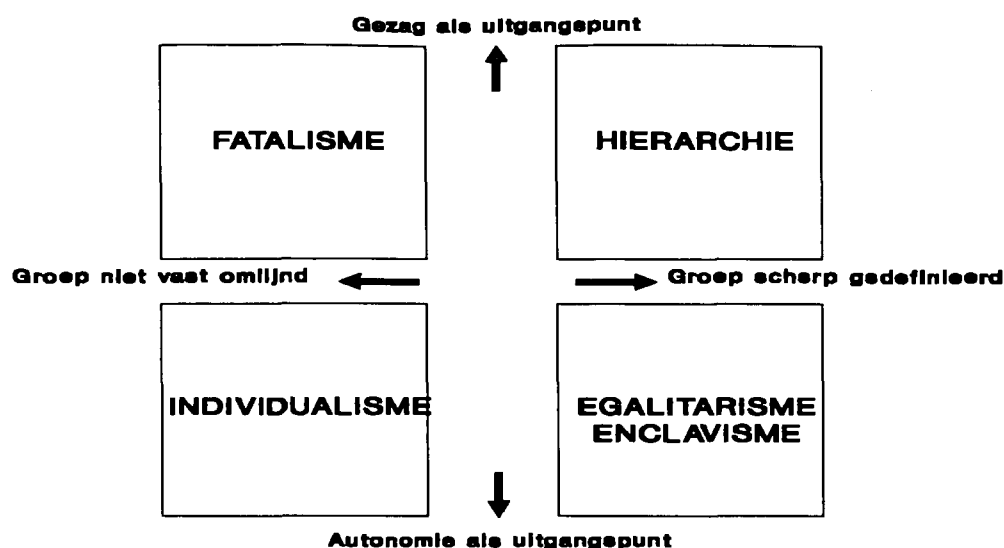 Gezag als uitgangspunt
FATALISME
HIERARCHIE
Groep niet vast omlijnd
Groep scherp gedefinieerd
INDIVIDUALISME
EGALITARISME
ENCLAVISME
Autonomie als uitgangspunt